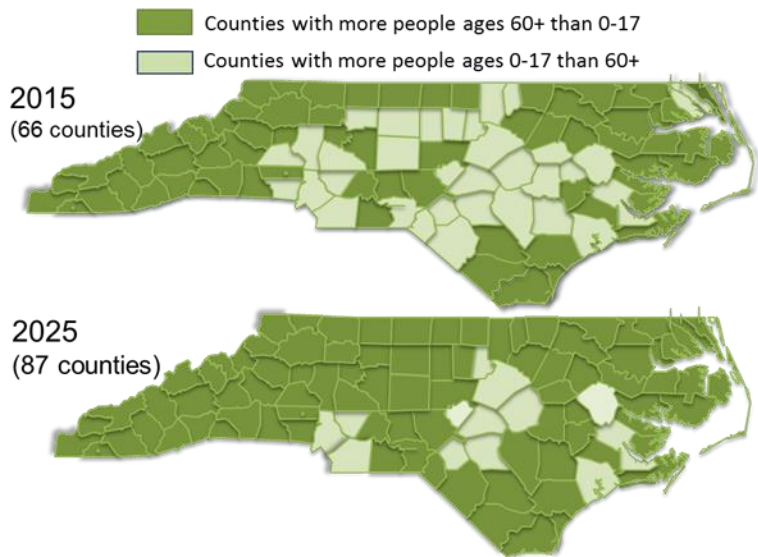 Counties with more people ages 60+ than 0-17
Counties with more people ages 0-17 than 60+
2015
(66 counties)
2025
(87 counties)